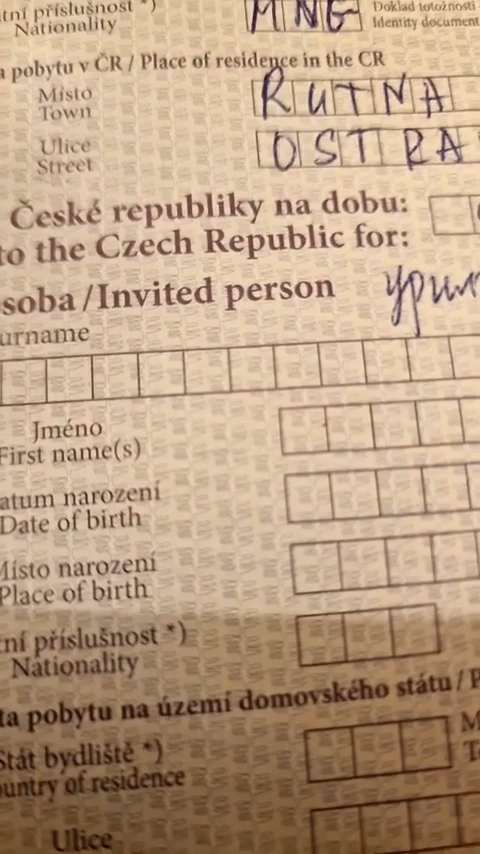 tní příslušnost *)
Nationality
MNG
Doklad totožnosti
Identity document
a pobytu v ČR / Place of residence in the CR
Místo
Town
RUTNA
Ulice
Street
OSTRA
České republiky na dobu:
to the Czech Republic for:
soba / Invited person
urname
Jméno
First name(s)
atum narození
Date of birth
Místo narození
Place of birth
ní příslušnost *)
Nationality
ta pobytu na území domovského státu / P
Stát bydliště *)
ountry of residence
Ulice